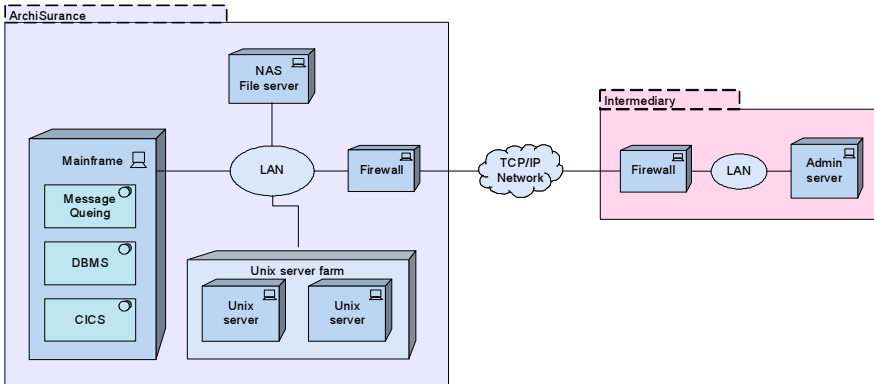 ArchiSurance
NAS
File server
Mainframe
Message
Queing
DBMS
CICS
LAN
Firewall
Unix server farm
Unix
server
Unix
server
TCP/IP
Network
Intermediary
Firewall
LAN
Admin
server